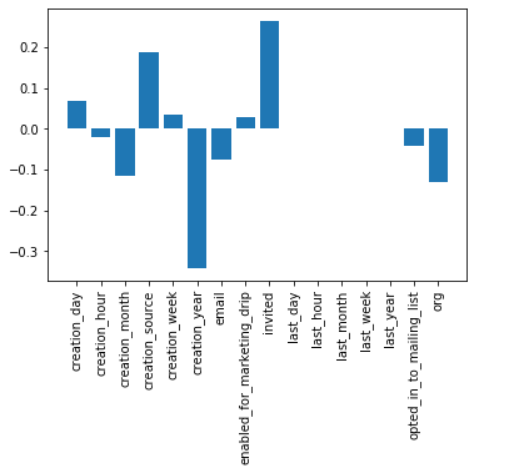 0.2
0.1
0.0
−0.1
−0.2
−0.3
creation_day
creation_hour
creation_month
creation_source
creation_week
creation_year
email
enabled_for_marketing_drip
invited
last_day
last_hour
last_month
last_week
last_year
opted_in_to_mailing_list
org